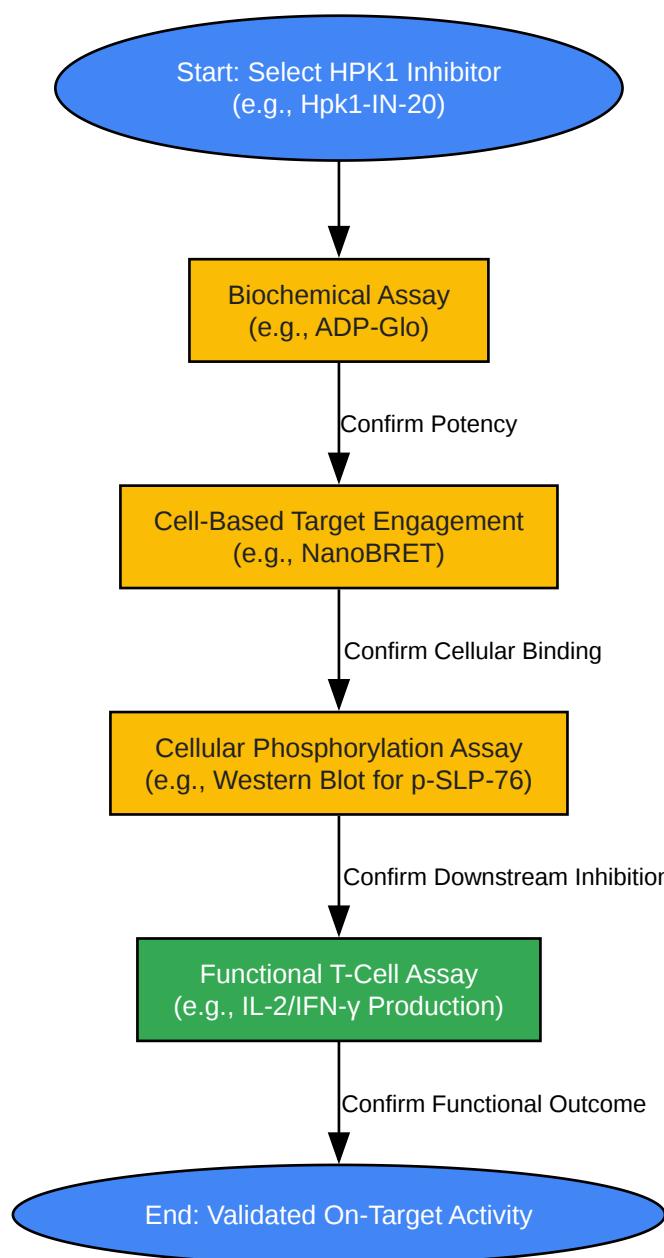 Start: Select HPK1 Inhibitor
(e.g., Hpk1-IN-20)
Biochemical Assay
(e.g., ADP-Glo)
Confirm Potency
Cell-Based Target Engagement
(e.g., NanoBRET)
Confirm Cellular Binding
Cellular Phosphorylation Assay
(e.g., Western Blot for p-SLP-76)
Confirm Downstream Inhibition
Functional T-Cell Assay
(e.g., IL-2/IFN-γ Production)
Confirm Functional Outcome
End: Validated On-Target Activity